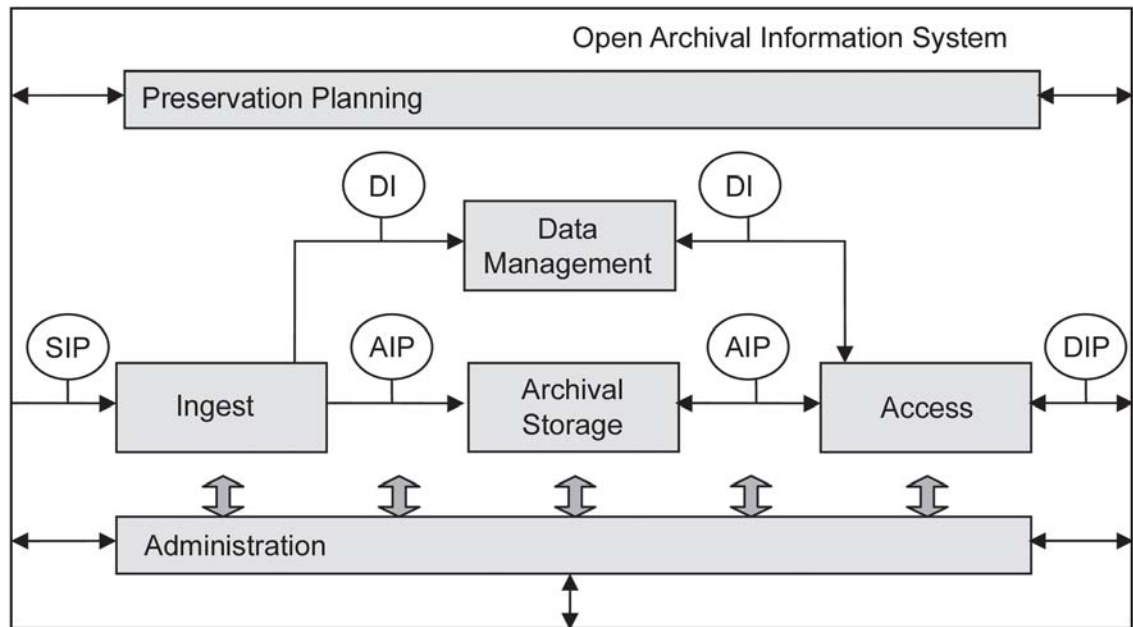 Open Archival Information System
Preservation Planning
DI
DI
Data
Management
SIP
AIP
AIP
DIP
Ingest
Archival
Storage
Access
Administration